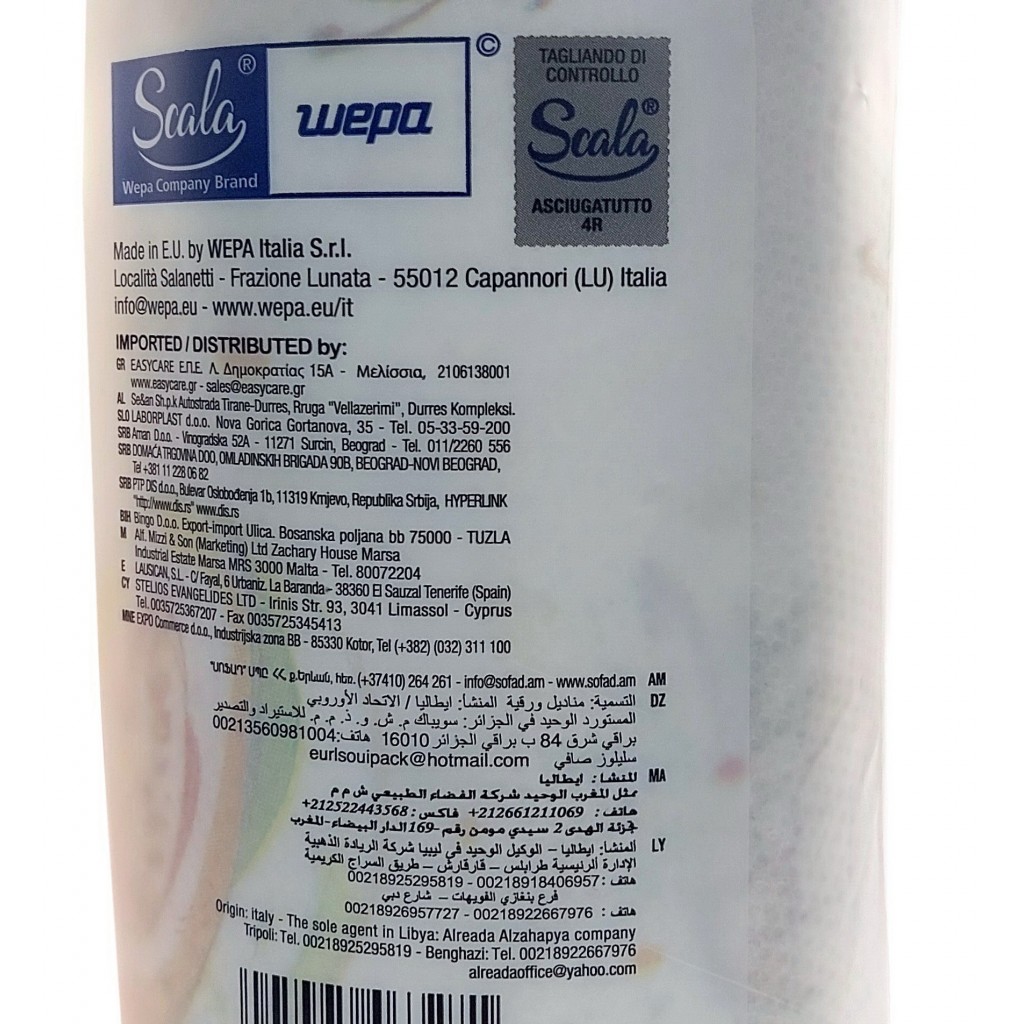 Scala®
Wepa Company Brand
wepa
©
TAGLIANDO DI
CONTROLLO
Scala®
ASCIUGATUTTO
4R
Made in E.U. by WEPA Italia S.r.l.
Località Salanetti - Frazione Lunata - 55012 Capannori (LU) Italia
info@wepa.eu - www.wepa.eu/it
IMPORTED / DISTRIBUTED by:
GR EASYCARE Ε.Π.Ε. Λ. Δημοκρατίας 15Α - Μελίσσια, 2106138001
www.easycare.gr - sales@easycare.gr
AL Se&an Sh.p.k Autostrada Tirane-Durres, Rruga "Vellazerimi", Durres Kompleksi.
SLO LABORPLAST d.o.o. Nova Gorica Gortanova, 35 - Tel. 05-33-59-200
SRB Aman D.o.o. - Vinogradska 52A - 11271 Surcin, Beograd - Tel. 011/2260 556
SRB DOMAĆA TRGOVINA DOO, OMLADINSKIH BRIGADA 90B, BEOGRAD-NOVI BEOGRAD,
Tel +381 11 228 06 82
SRB PTP DIS d.o.o., Bulevar Oslobođenja 1b, 11319 Krnjevo, Republika Srbija, HYPERLINK
"http://www.dis.rs" www.dis.rs
BIH Bingo D.o.o. Export-import Ulica. Bosanska poljana bb 75000 - TUZLA
M Alf. Mizzi & Son (Marketing) Ltd Zachary House Marsa
Industrial Estate Marsa MRS 3000 Malta - Tel. 80072204
E LAUSICAN, S.L. - C/ Fayal, 6 Urbaniz. La Baranda - 38360 El Sauzal Tenerife (Spain)
CY STELIOS EVANGELIDES LTD - Irinis Str. 93, 3041 Limassol - Cyprus
Tel. 0035725367207 - Fax 0035725345413
MNE EXPO Commerce d.o.o., Industrijska zona BB - 85330 Kotor, Tel (+382) (032) 311 100
"ՍՈՖԱԴ" ՍՊԸ ՀՀ ք.Երևան, հեռ. (+37410) 264 261 - info@sofad.am - www.sofad.am AM
DZ التسمية: مناديل ورقية المنشأ: ايطاليا / الاتحاد الأوروبي
المستورد الوحيد في الجزائر: سويباك م. ش. و. ذ. م. م. للاستيراد والتصدير
براقي شرق 84 ب براقي الجزائر 16010 هاتف:00213560981004
سليلوز صافي eurlsouipack@hotmail.com
MA المنشا: ايطاليا
ممثل المغرب الوحيد شركة الفضاء الطبيعي ش م م
هاتف: +212661211069 فاكس: +212522443568
تجزئة الهدى 2 سيدي مومن رقم -169 الدار البيضاء-المغرب
LY المنشأ: ايطاليا – الوكيل الوحيد في ليبيا شركة الريادة الذهبية
الإدارة الرئيسية طرابلس – قارقارش – طريق السراج الكريمية
هاتف: 00218918406957 - 00218925295819
فرع بنغازي الفويهات – شارع دبي
هاتف: 00218922667976 - 00218926957727
Origin: italy - The sole agent in Libya: Alreada Alzahapya company
Tripoli: Tel. 00218925295819 - Benghazi: Tel. 00218922667976
alreadaoffice@yahoo.com